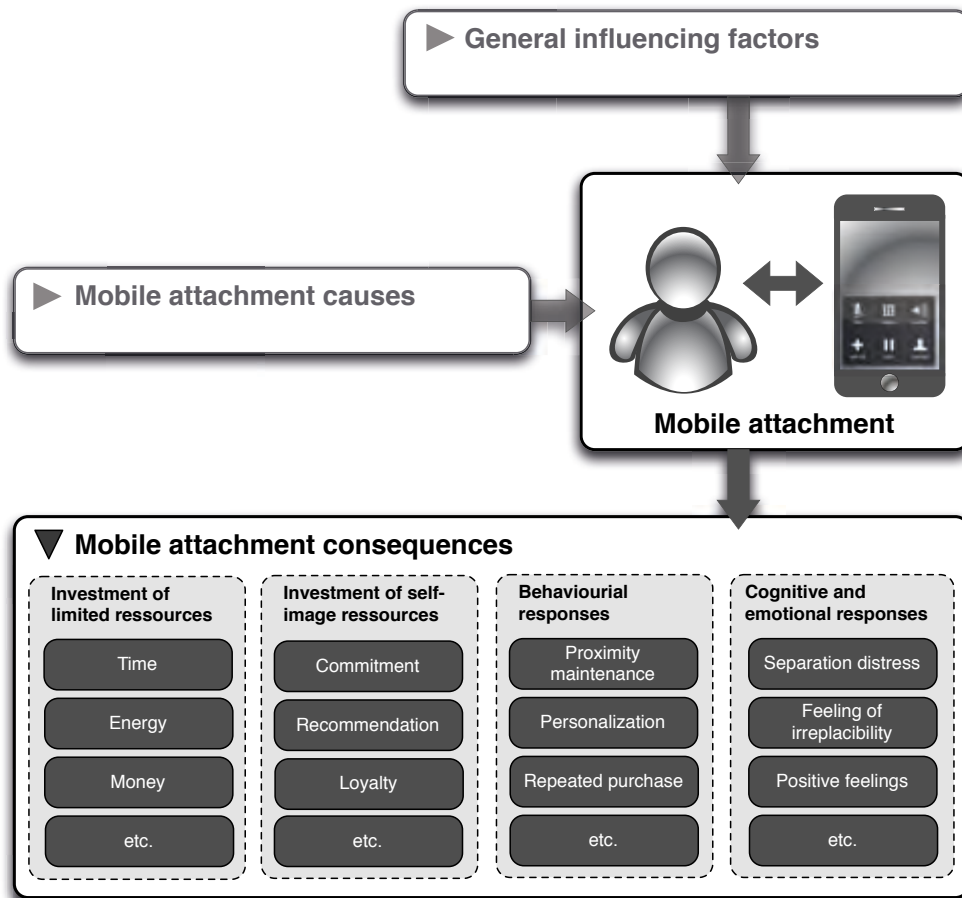 General influencing factors
Mobile attachment causes
Mobile attachment
Mobile attachment consequences
Investment of
limited ressources
Time
Energy
Money
etc.
Investment of self-
image ressources
Commitment
Recommendation
Loyalty
etc.
Behaviourial
responses
Proximity
maintenance
Personalization
Repeated purchase
etc.
Cognitive and
emotional responses
Separation distress
Feeling of
irreplacibility
Positive feelings
etc.